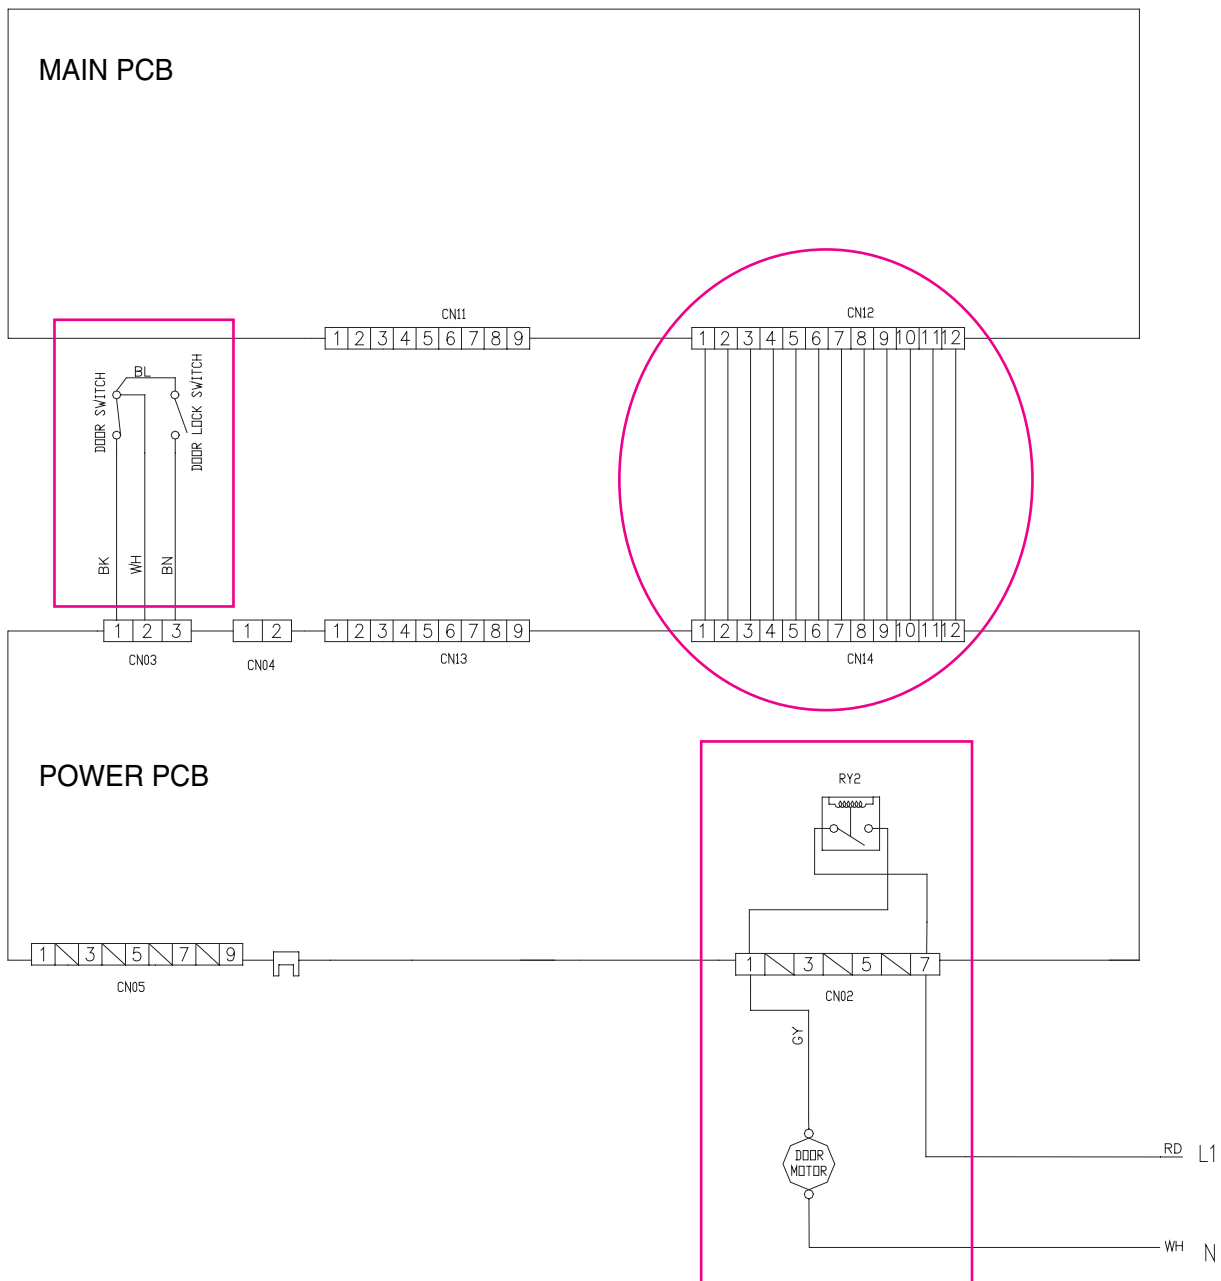 MAIN PCB
CN11
CN12
1 2 3 4 5 6 7 8 9
1 2 3 4 5 6 7 8 9 10 11 12
BL
DOOR SWITCH
DOOR LOCK SWITCH
BK
WH
BN
1 2 3
1 2
1 2 3 4 5 6 7 8 9
1 2 3 4 5 6 7 8 9 10 11 12
CN03
CN04
CN13
CN14
POWER PCB
RY2
1 3 5 7 9
1 3 5 7
CN05
CN02
GY
DOOR
MOTOR
RD L1
WH N